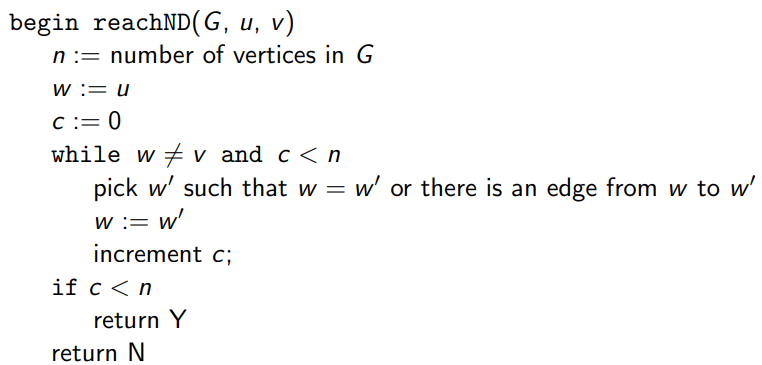 begin reachND(G, u, v)
n := number of vertices in G
w := u
c := 0
while w ≠ v and c < n
pick w′ such that w = w′ or there is an edge from w to w′
w := w′
increment c;
if c < n
return Y
return N